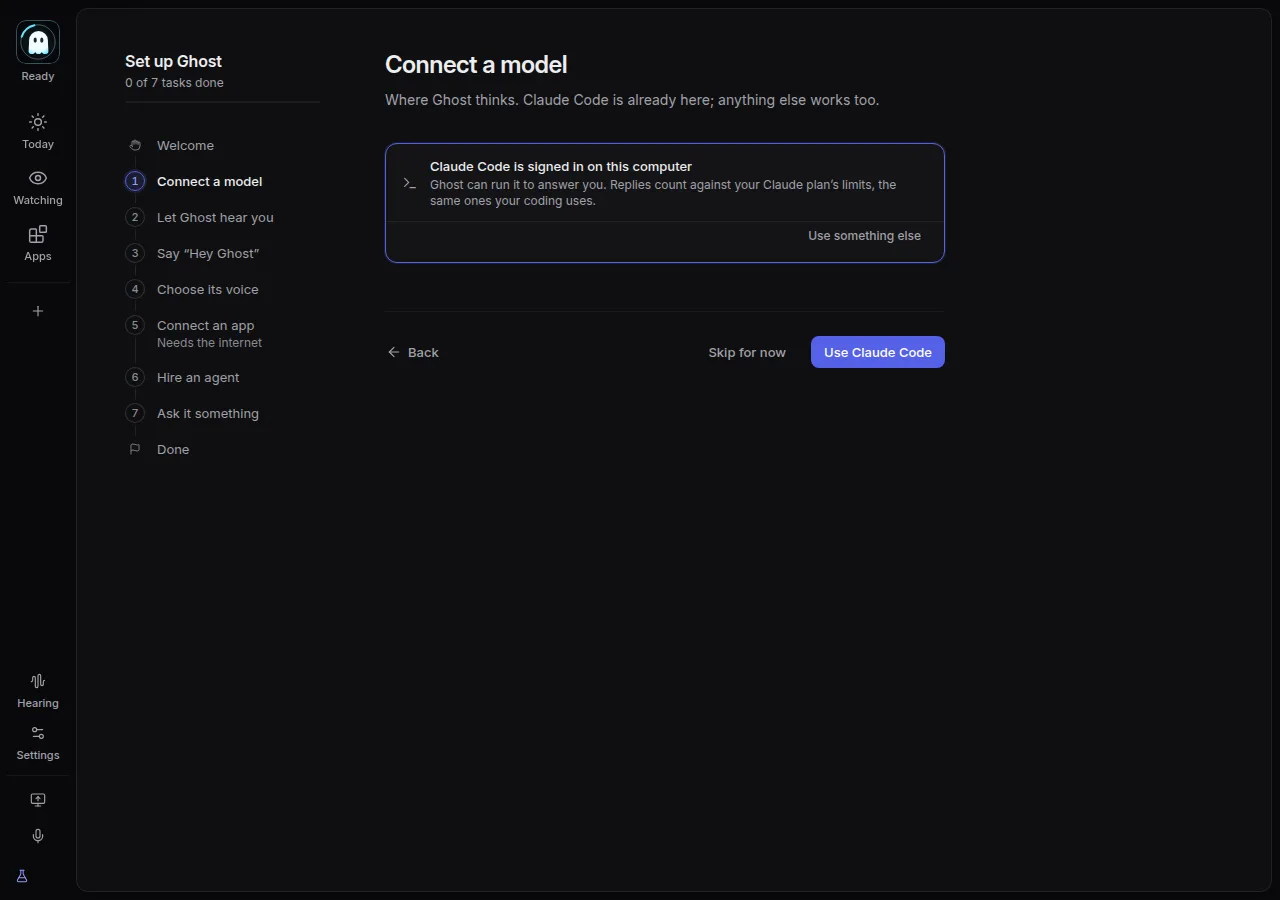 Ready
Today
Watching
Apps
Hearing
Settings
Set up Ghost
0 of 7 tasks done
Welcome
1 Connect a model
2 Let Ghost hear you
3 Say “Hey Ghost”
4 Choose its voice
5 Connect an app
Needs the internet
6 Hire an agent
7 Ask it something
Done
Connect a model
Where Ghost thinks. Claude Code is already here; anything else works too.
Claude Code is signed in on this computer
Ghost can run it to answer you. Replies count against your Claude plan’s limits, the
same ones your coding uses.
Use something else
Back
Skip for now
Use Claude Code